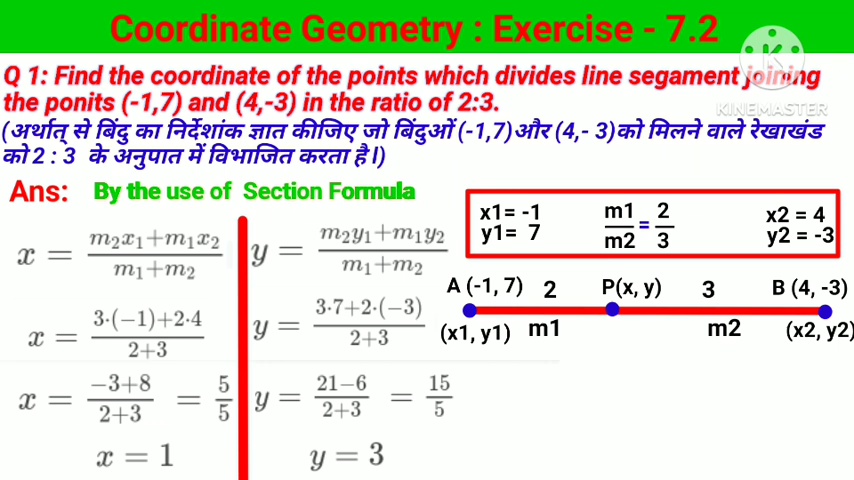 Coordinate Geometry : Exercise - 7.2
Q 1: Find the coordinate of the points which divides line segament joining
the ponits (-1,7) and (4,-3) in the ratio of 2:3.
KINEMASTER
(अर्थात् से बिंदु का निर्देशांक ज्ञात कीजिए जो बिंदुओं (-1,7)और (4,- 3)को मिलने वाले रेखाखंड
को 2 : 3 के अनुपात में विभाजित करता है I)
Ans: By the use of Section Formula
x = (m₂x₁+m₁x₂)/(m₁+m₂)
x = (3·(−1)+2·4)/(2+3)
x = (−3+8)/(2+3) = 5/5
x = 1
y = (m₂y₁+m₁y₂)/(m₁+m₂)
y = (3·7+2·(−3))/(2+3)
y = (21−6)/(2+3) = 15/5
y = 3
x1= -1 m1/m2 = 2/3 x2 = 4
y1= 7 y2 = -3
A (-1, 7) 2 P(x, y) 3 B (4, -3)
(x1, y1) m1 m2 (x2, y2)